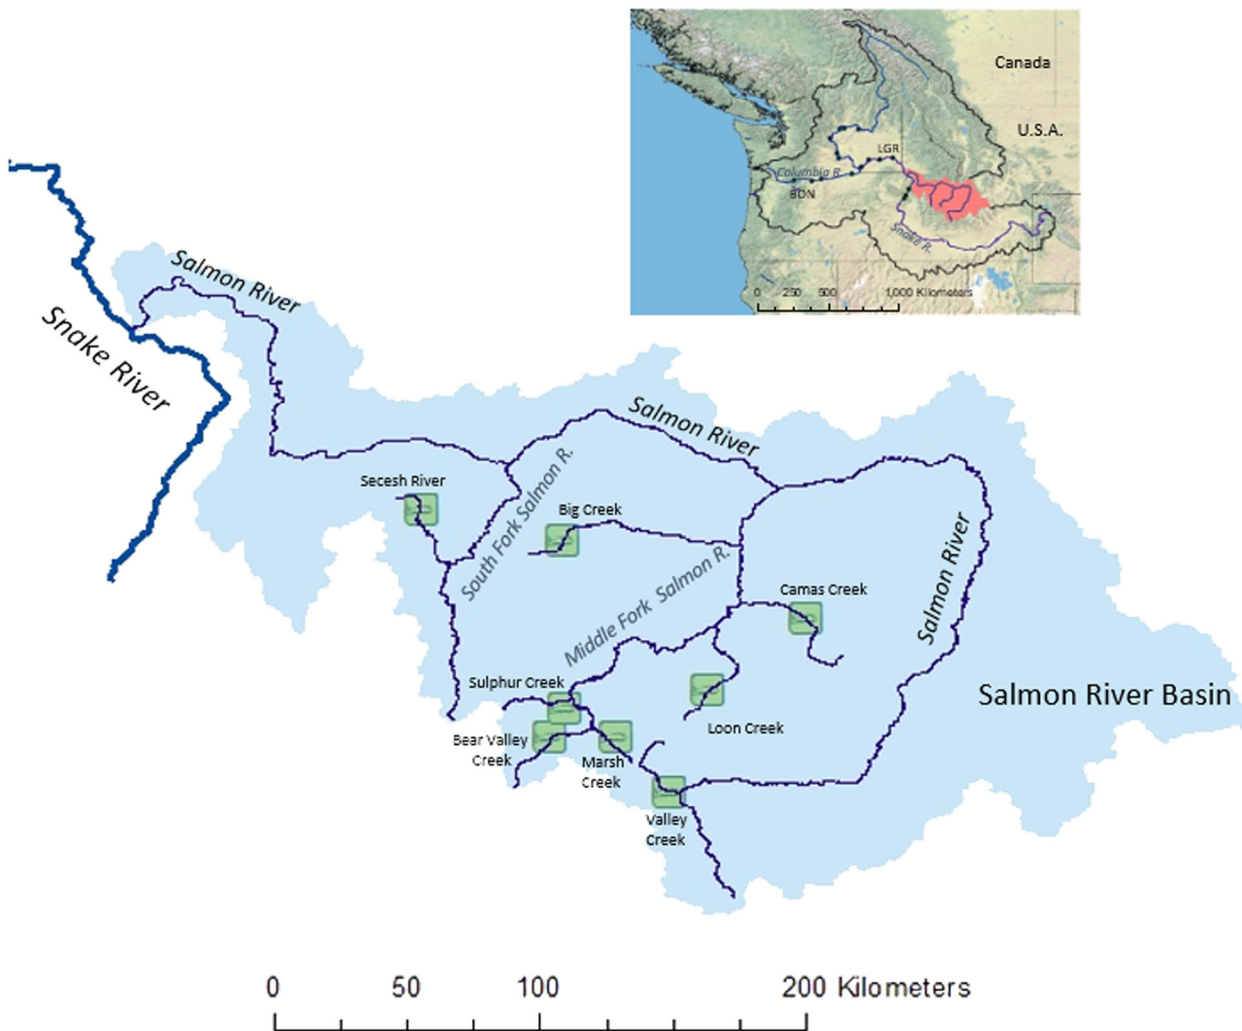 Canada
U.S.A.
LGR
Columbia R.
BON
Snake R.
0 250 500 1,000 Kilometers
Salmon River
Snake River
Salmon River
Secesh River
South Fork Salmon R.
Big Creek
Middle Fork Salmon R.
Camas Creek
Salmon River
Sulphur Creek
Salmon River Basin
Loon Creek
Bear Valley
Creek
Marsh
Creek
Valley
Creek
0 50 100 200 Kilometers